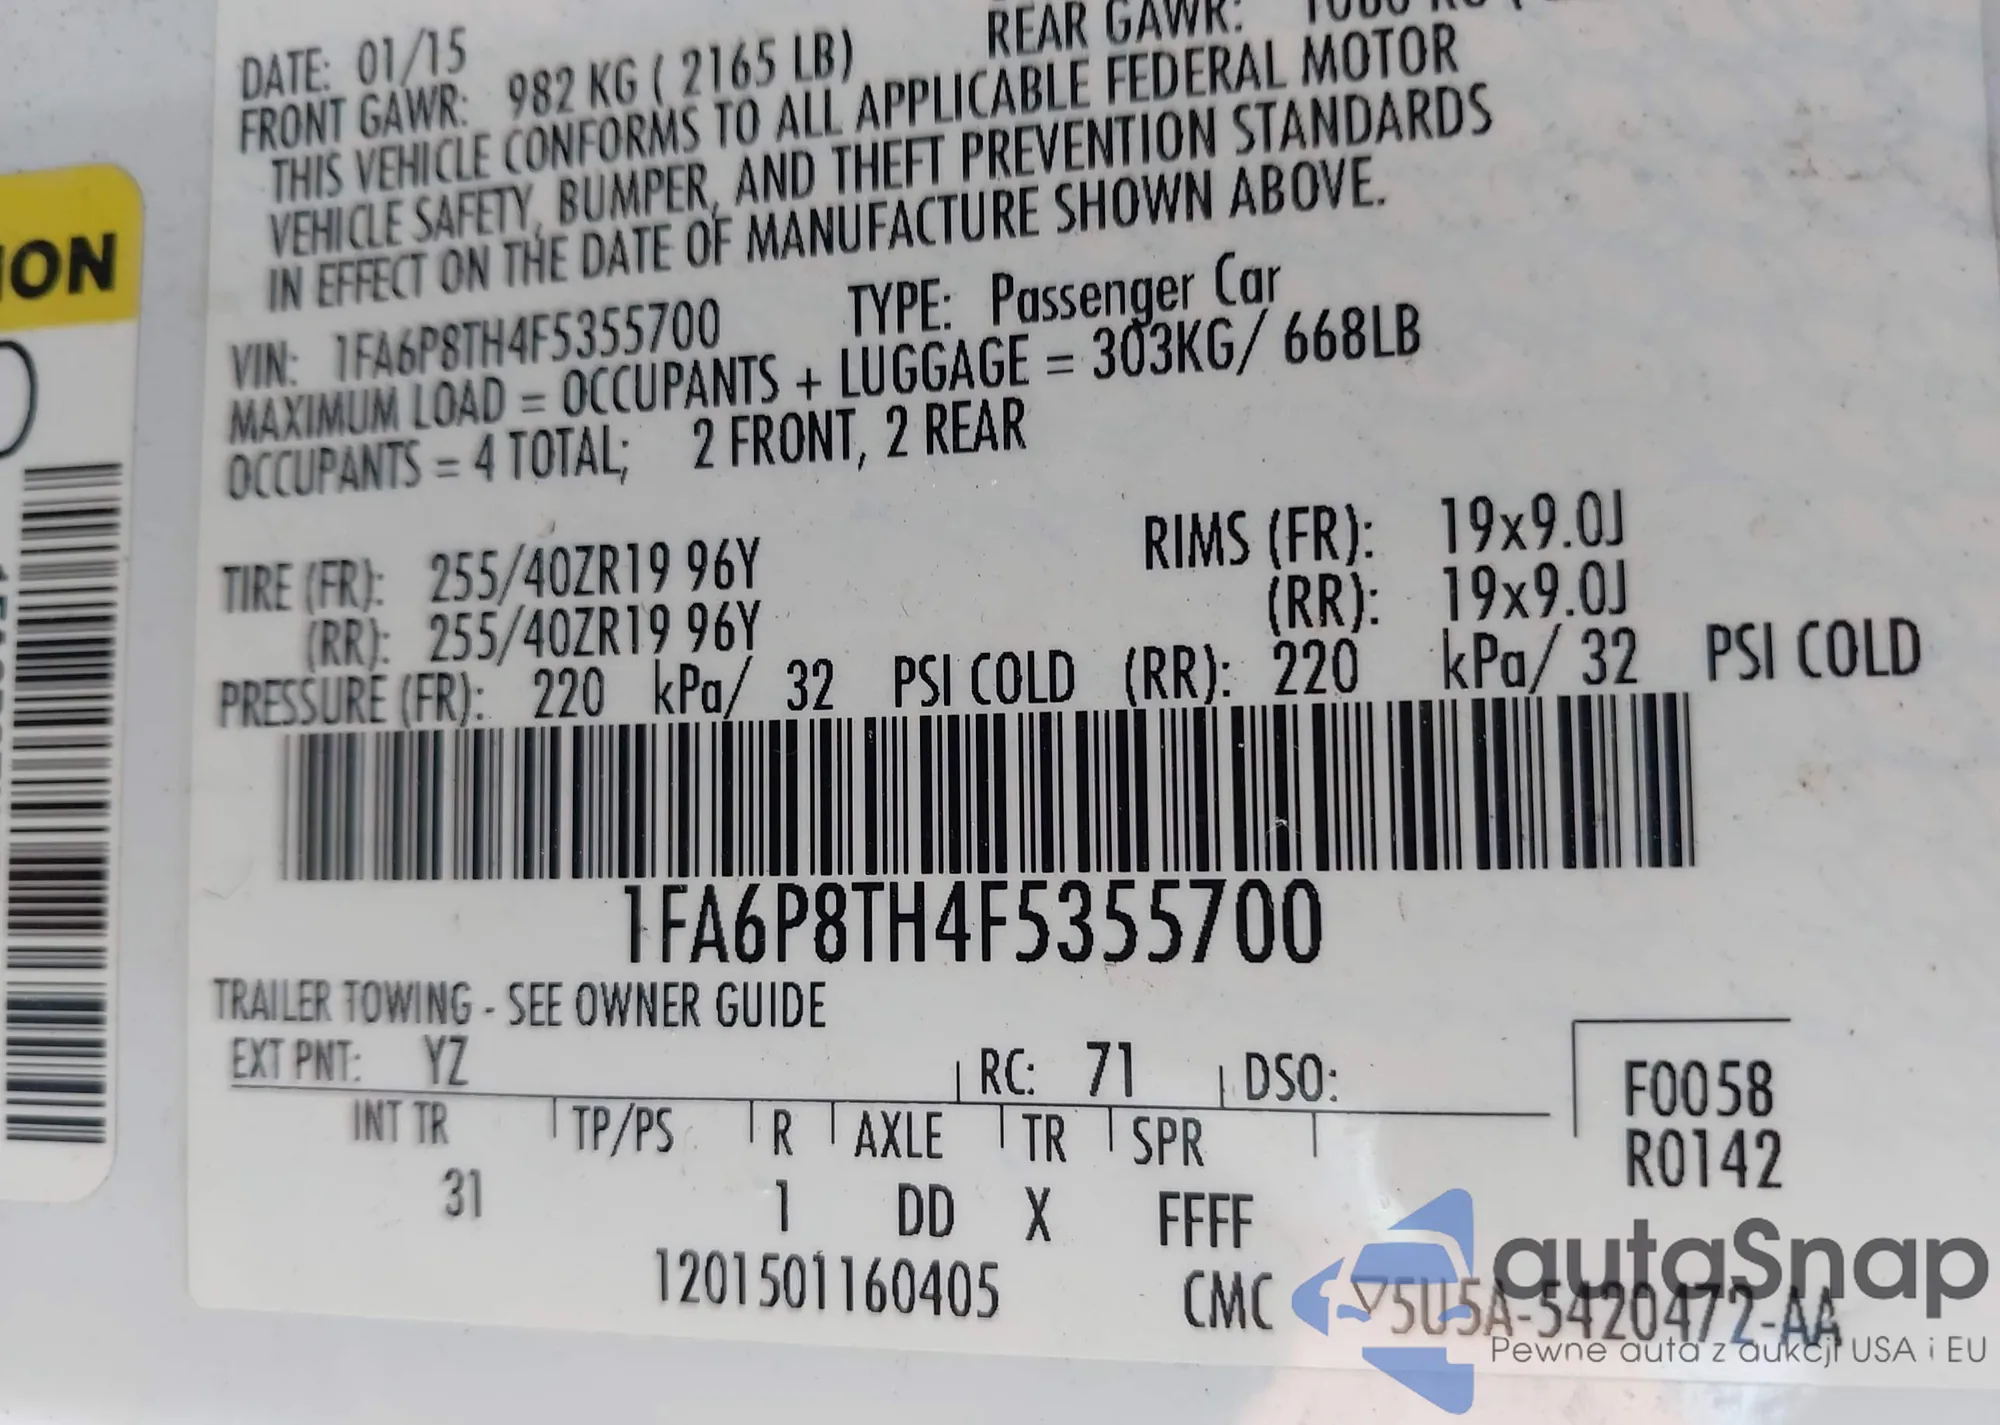 REAR GAWR:
DATE: 01/15
FRONT GAWR: 982 KG ( 2165 LB)
THIS VEHICLE CONFORMS TO ALL APPLICABLE FEDERAL MOTOR
VEHICLE SAFETY, BUMPER, AND THEFT PREVENTION STANDARDS
IN EFFECT ON THE DATE OF MANUFACTURE SHOWN ABOVE.
VIN: 1FA6P8TH4F5355700 TYPE: Passenger Car
MAXIMUM LOAD = OCCUPANTS + LUGGAGE = 303KG/ 668LB
OCCUPANTS = 4 TOTAL; 2 FRONT, 2 REAR
TIRE (FR): 255/40ZR19 96Y RIMS (FR): 19x9.0J
(RR): 255/40ZR19 96Y (RR): 19x9.0J
PRESSURE (FR): 220 kPa/ 32 PSI COLD (RR): 220 kPa/ 32 PSI COLD
1FA6P8TH4F5355700
TRAILER TOWING - SEE OWNER GUIDE
EXT PNT: YZ RC: 71 DSO:
INT TR TP/PS R AXLE TR SPR
31 1 DD X FFFF
F0058
R0142
1201501160405 CMC 75U5A-5420472-AA
ION
autaSnap
Pewne auta z aukcji USA i EU